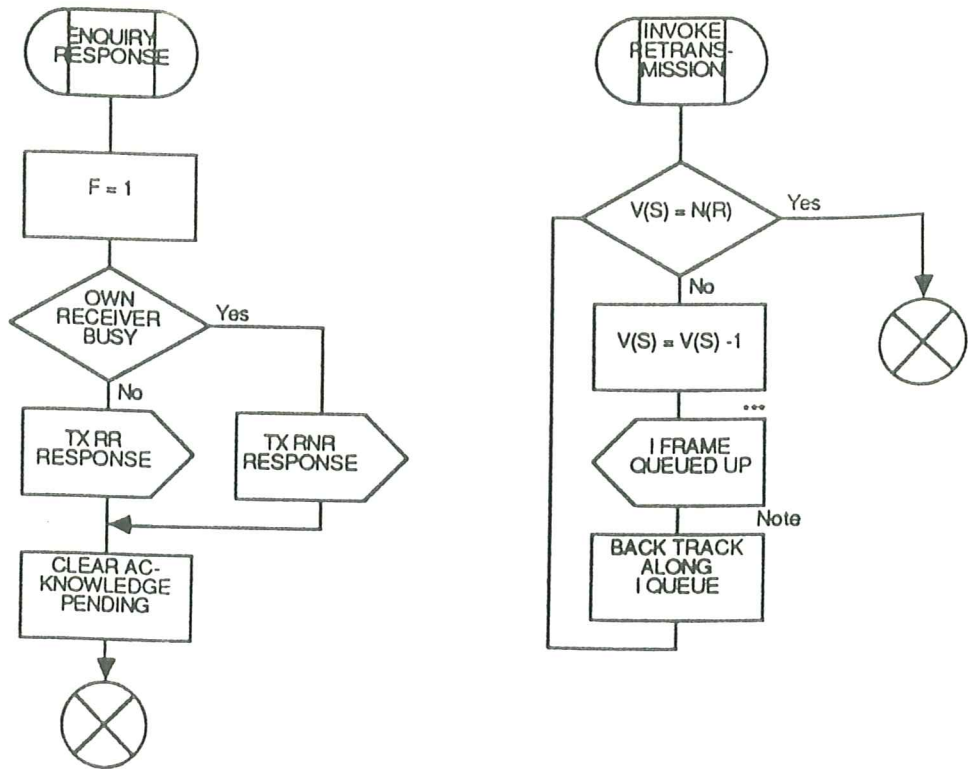 ENQUIRY
RESPONSE
F = 1
OWN
RECEIVER
BUSY
Yes
No
TX RR
RESPONSE
TX RNR
RESPONSE
CLEAR AC-
KNOWLEDGE
PENDING
INVOKE
RETRANS-
MISSION
V(S) = N(R)
Yes
No
V(S) = V(S) -1
***
I FRAME
QUEUED UP
Note
BACK TRACK
ALONG
I QUEUE